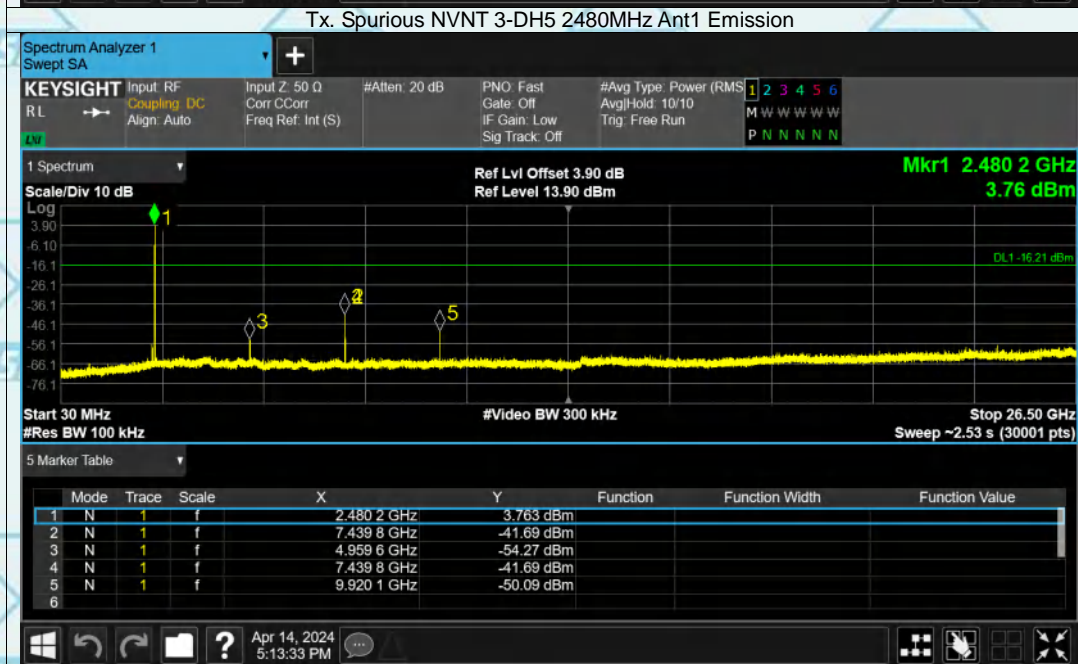 Tx. Spurious NVNT 3-DH5 2480MHz Ant1 Emission
Spectrum Analyzer 1
Swept SA
+
KEYSIGHT Input: RF Input Z: 50 Ω #Atten: 20 dB PNO: Fast #Avg Type: Power (RMS 1 2 3 4 5 6
RL Coupling: DC Corr CCorr Gate: Off Avg|Hold: 10/10 M W W W W W
Align: Auto Freq Ref: Int (S) IF Gain: Low Trig: Free Run
LXI Sig Track: Off P N N N N N
1 Spectrum Ref Lvl Offset 3.90 dB Mkr1 2.480 2 GHz
Scale/Div 10 dB Ref Level 13.90 dBm 3.76 dBm
Log
1
3.90
-6.10
DL1 -16.21 dBm
-16.1
-26.1
-36.1
5
3
-46.1
-56.1
-66.1
-76.1
Start 30 MHz #Video BW 300 kHz Stop 26.50 GHz
#Res BW 100 kHz Sweep ~2.53 s (30001 pts)
5 Marker Table
Mode Trace Scale X Y Function Function Width Function Value
1 N 1 f 2.480 2 GHz 3.763 dBm
2 N 1 f 7.439 8 GHz -41.69 dBm
3 N 1 f 4.959 6 GHz -54.27 dBm
4 N 1 f 7.439 8 GHz -41.69 dBm
5 N 1 f 9.920 1 GHz -50.09 dBm
6
? Apr 14, 2024
5:13:33 PM